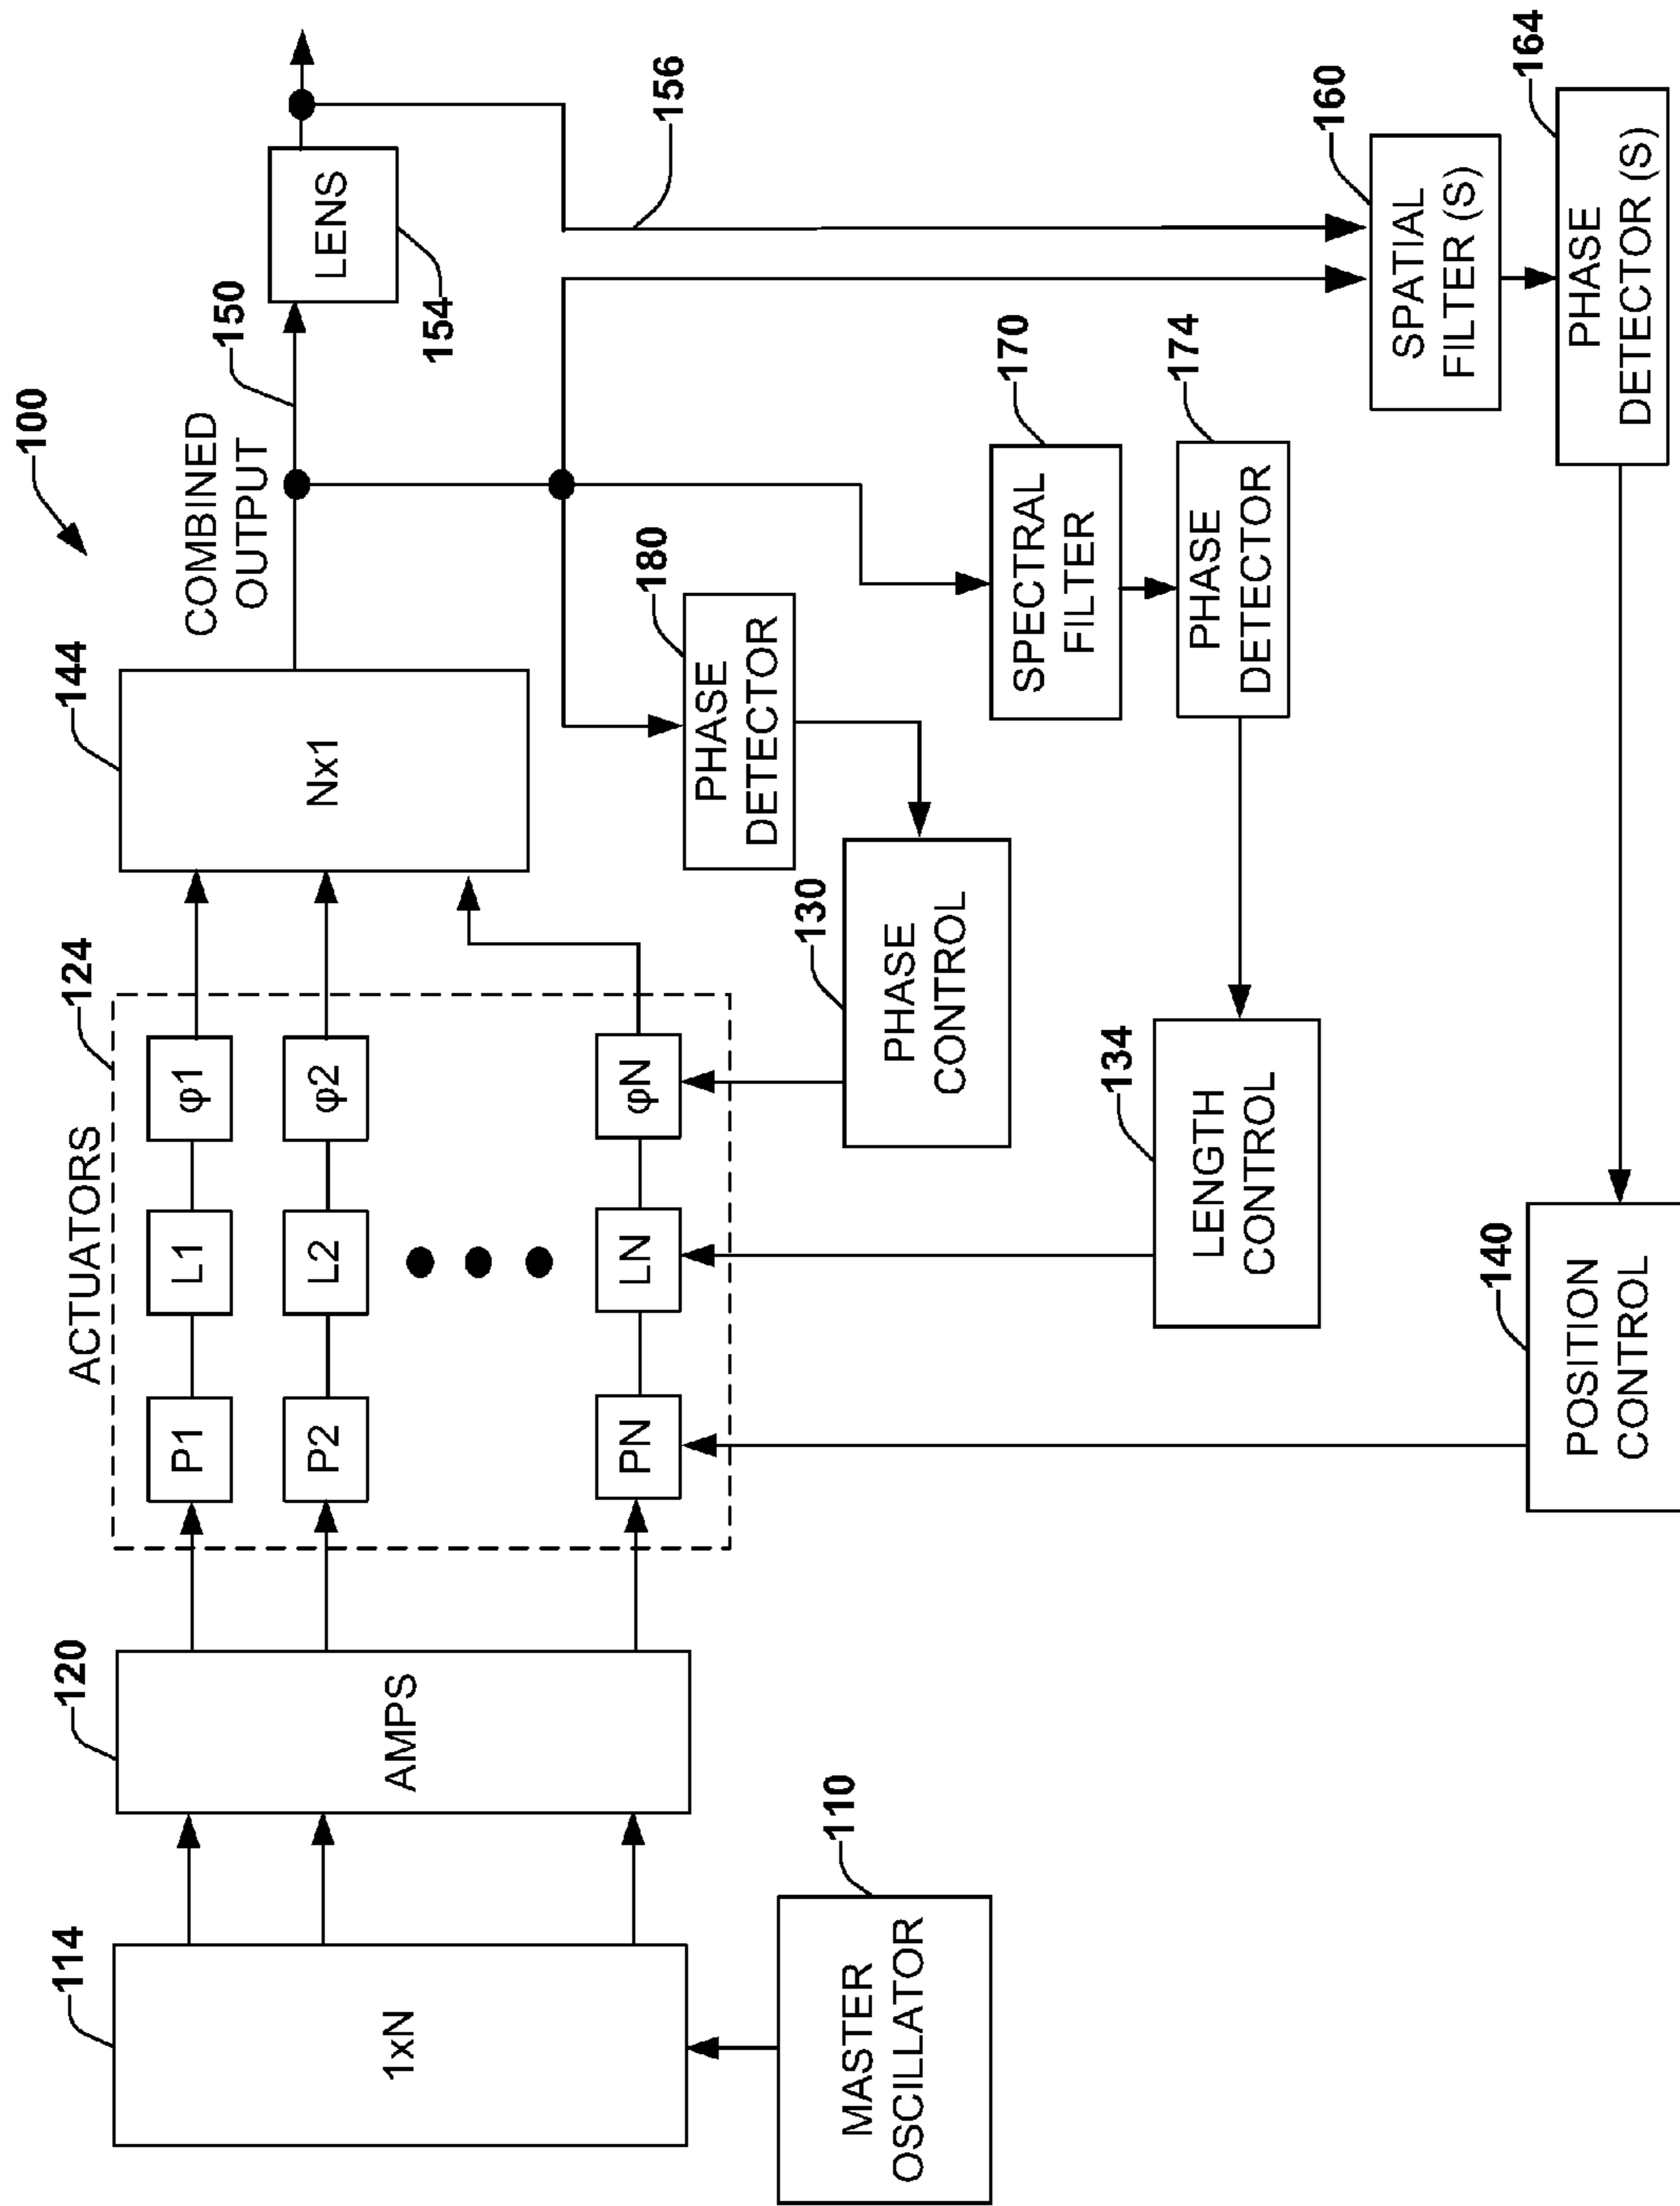 100
114
120
ACTUATORS
124
144
COMBINED
OUTPUT
150
LENS
154
156
1xN
AMPS
P1
L1
φ1
P2
L2
φ2
PN
LN
φN
Nx1
110
MASTER
OSCILLATOR
180
PHASE
DETECTOR
130
PHASE
CONTROL
170
SPECTRAL
FILTER
174
PHASE
DETECTOR
134
LENGTH
CONTROL
160
SPATIAL
FILTER (S)
164
PHASE
DETECTOR (S)
140
POSITION
CONTROL